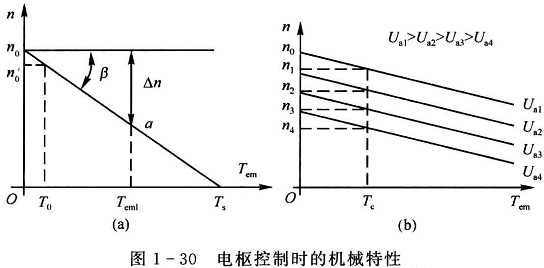 n
n₀
n₀′
β
Δn
a
T_em
O
T₀
T_em1
T_s
(a)
n
U_a1>U_a2>U_a3>U_a4
n₀
n₁
n₂
n₃
n₄
U_a1
U_a2
U_a3
U_a4
O
T_c
T_em
(b)
图 1-30 电枢控制时的机械特性